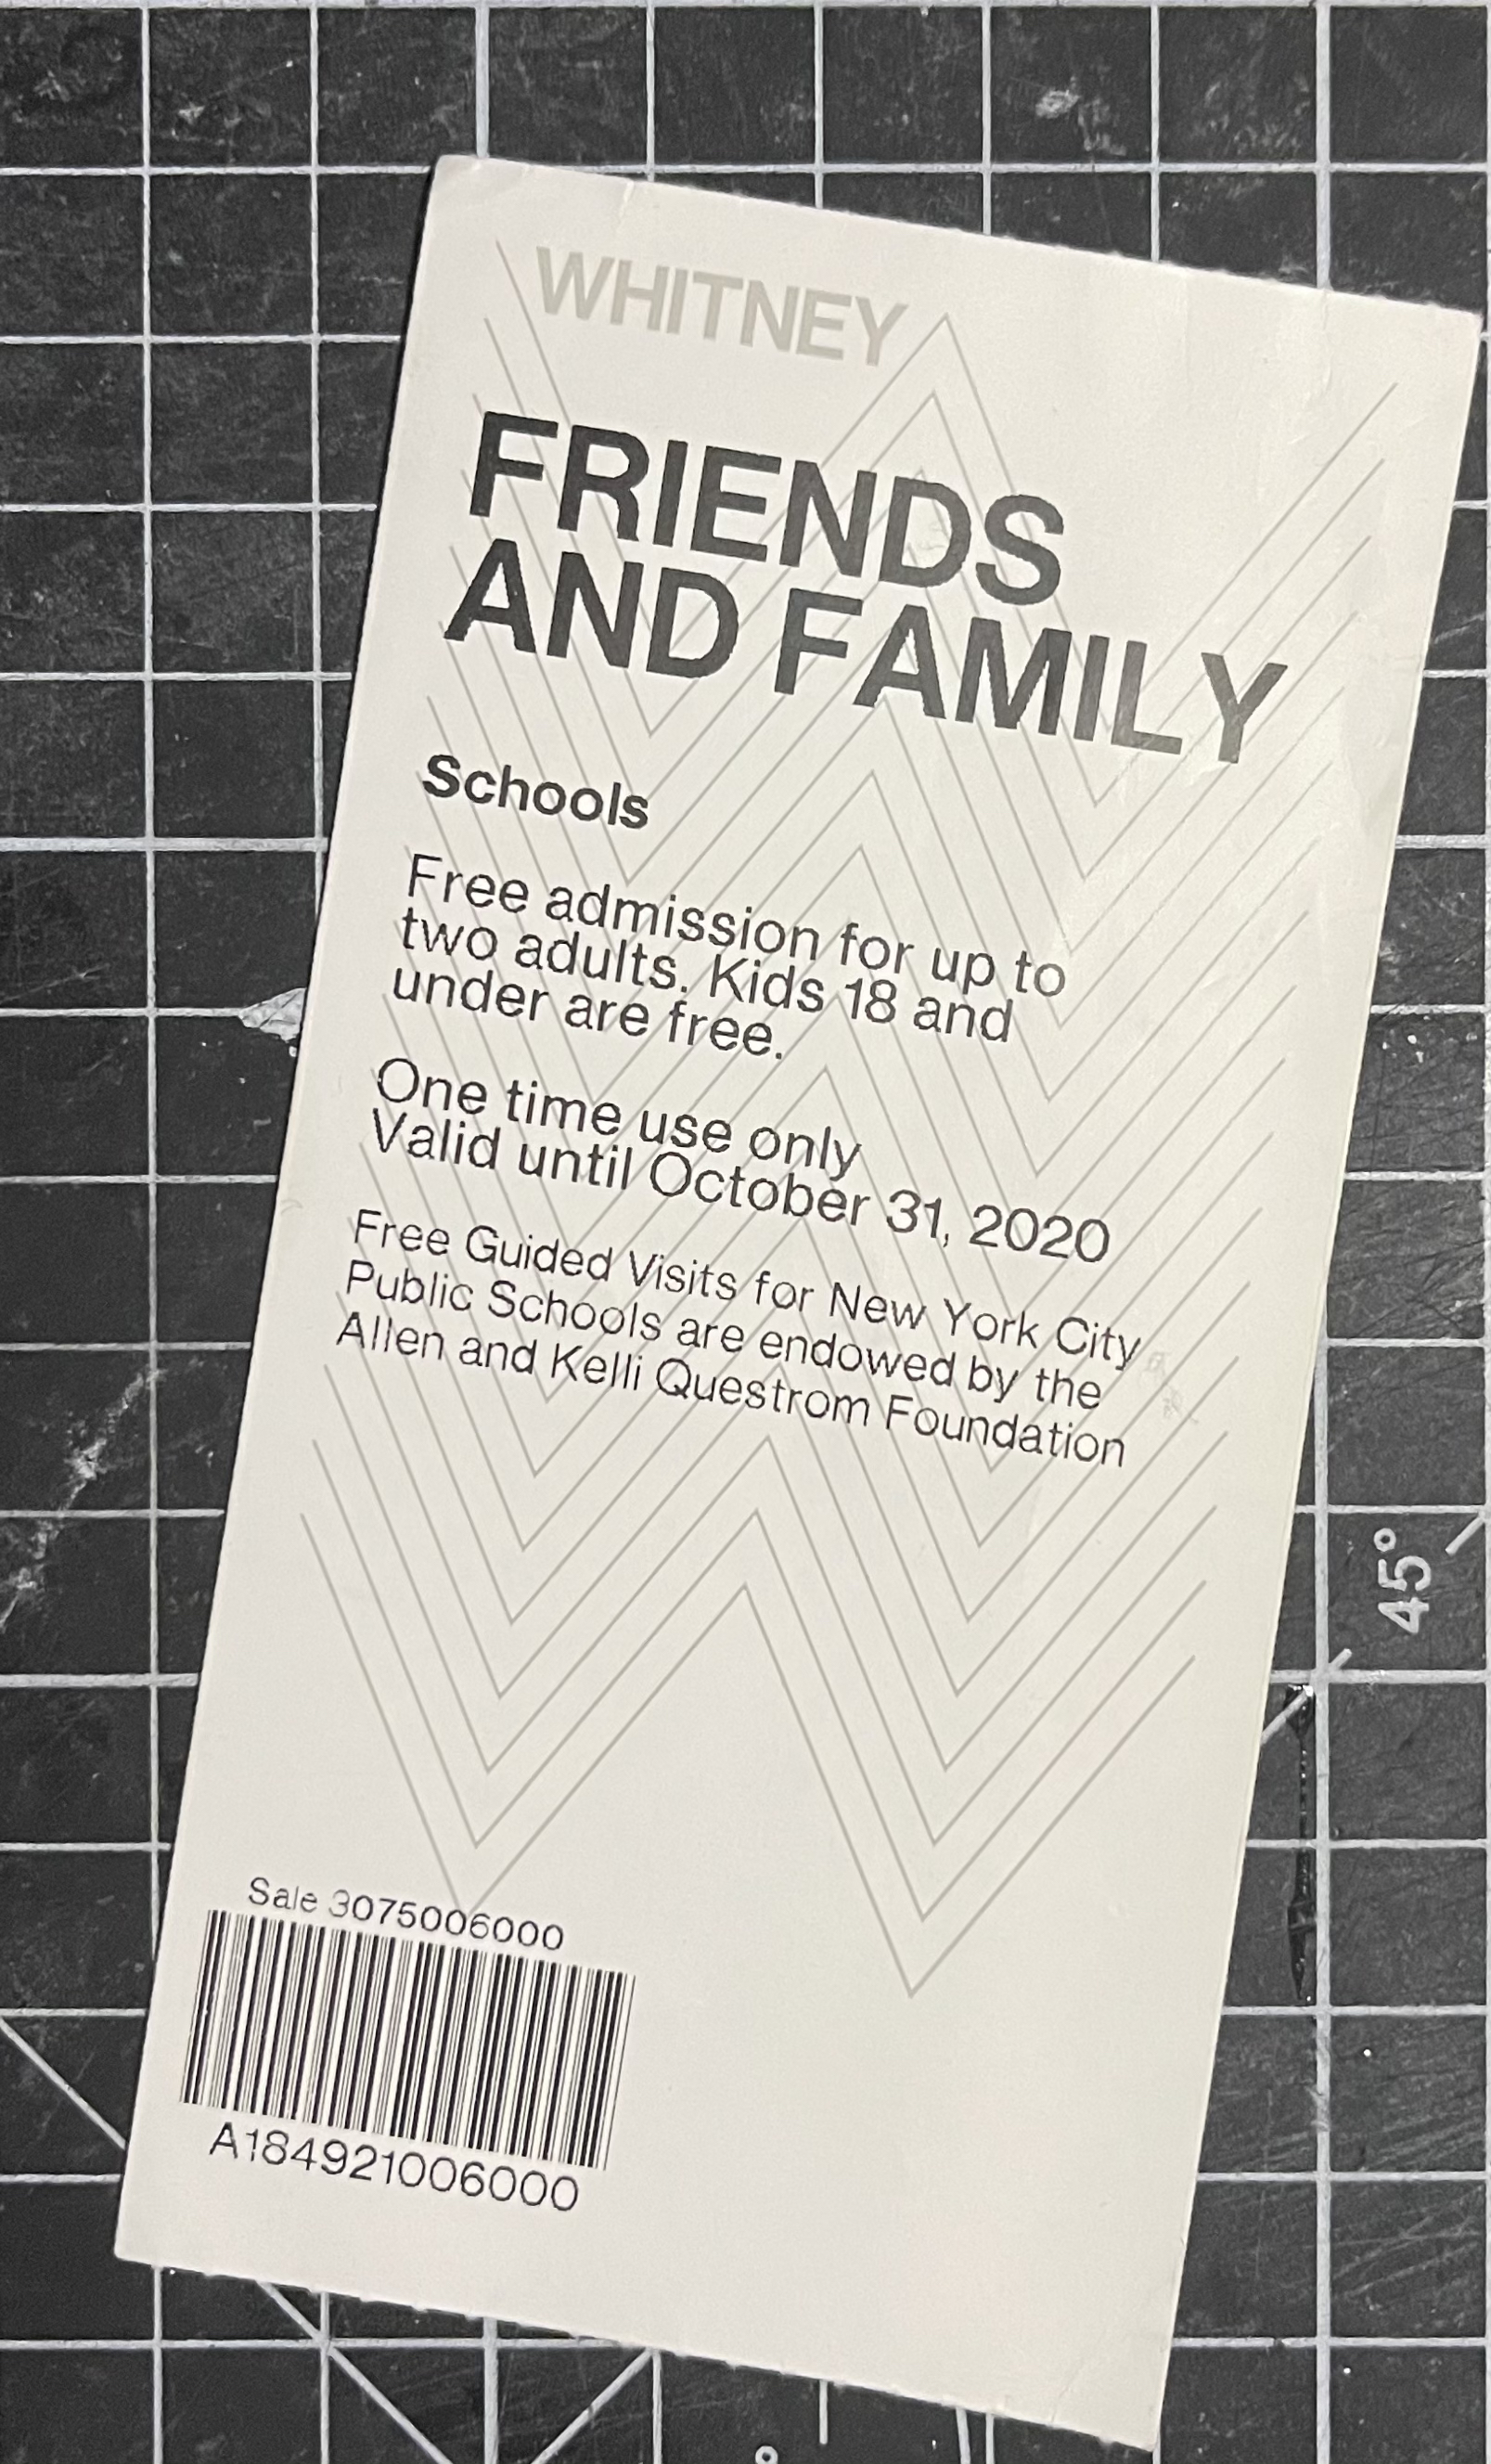 WHITNEY
FRIENDS
AND FAMILY
Schools
Free admission for up to
two adults. Kids 18 and
under are free.
One time use only
Valid until October 31, 2020
Free Guided Visits for New York City
Public Schools are endowed by the
Allen and Kelli Questrom Foundation
45°
Sale 3075006000
A184921006000